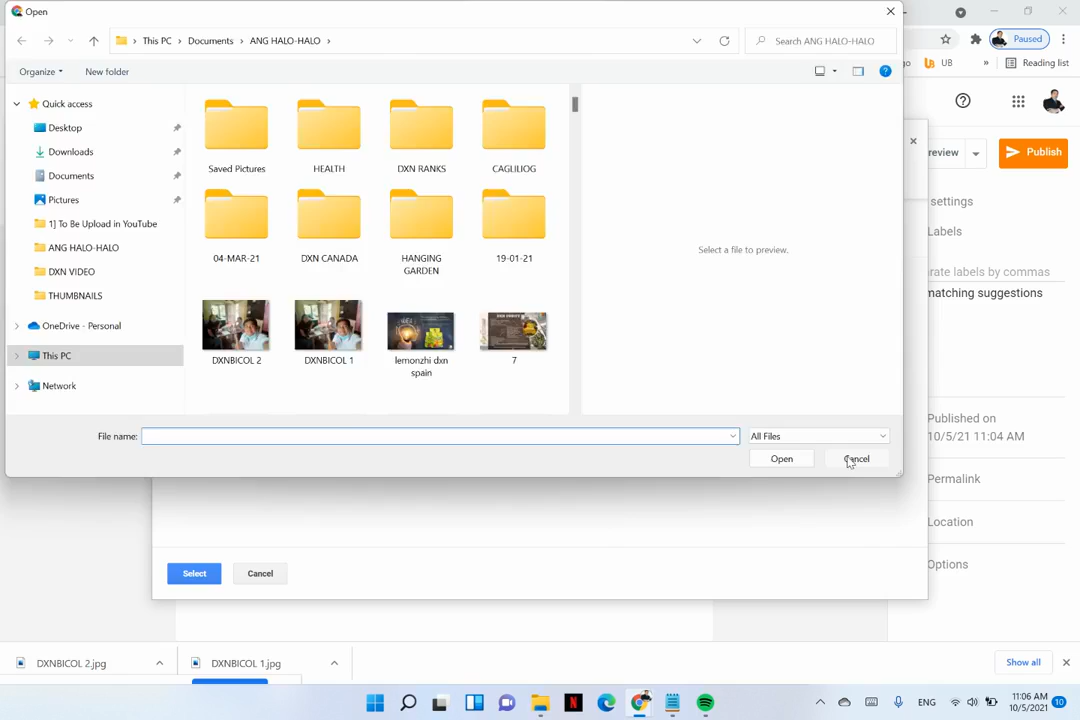 Open
This PC
Documents
ANG HALO-HALO
Search ANG HALO-HALO
Paused
Organize
New folder
UB
Reading list
Quick access
Desktop
Downloads
Documents
Pictures
1] To Be Upload in YouTube
ANG HALO-HALO
DXN VIDEO
THUMBNAILS
OneDrive - Personal
This PC
Network
Saved Pictures
HEALTH
DXN RANKS
CAGLILIOG
04-MAR-21
DXN CANADA
HANGING
GARDEN
19-01-21
DXNBICOL 2
DXNBICOL 1
lemonzhi dxn
spain
7
Select a file to preview.
File name:
All Files
Open
Cancel
review
Publish
settings
Labels
rate labels by commas
matching suggestions
Published on
10/5/21 11:04 AM
Permalink
Location
Options
Select
Cancel
DXNBICOL 2.jpg
DXNBICOL 1.jpg
Show all
ENG
11:06 AM
10/5/2021
10